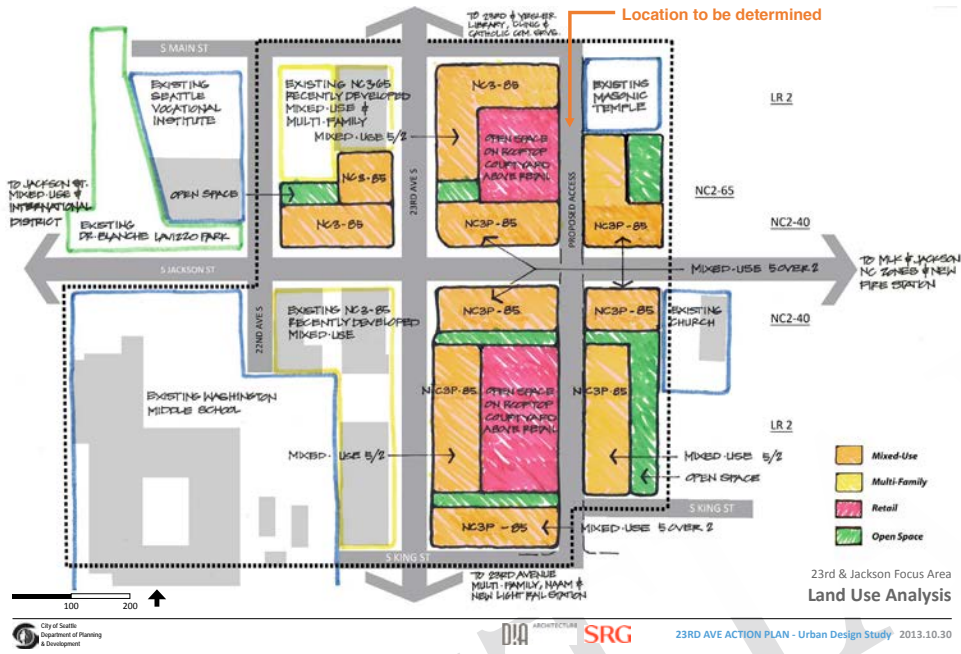 TO 23RD & YESLER
LIBRARY, CLINIC &
CATHOLIC COM. SRVS.
Location to be determined
S MAIN ST
EXISTING
SEATTLE
VOCATIONAL
INSTITUTE
EXISTING NC3-65
RECENTLY DEVELOPED
MIXED-USE &
MULTI-FAMILY
MIXED-USE 5/2
NC3-85
EXISTING
MASONIC
TEMPLE
LR 2
OPEN SPACE
ON ROOFTOP
COURTYARD
ABOVE RETAIL
TO JACKSON ST.
MIXED-USE &
INTERNATIONAL
DISTRICT
OPEN SPACE
NC3-85
23RD AVE S
PROPOSED ACCESS
NC2-65
EXISTING
DR. BLANCHE LAVIZZO PARK
NC3-85
NC3P-85
NC3P-85
NC2-40
S JACKSON ST
MIXED-USE 5 OVER 2
TO MLK & JACKSON
NC ZONES & NEW
FIRE STATION
22ND AVE S
EXISTING NC3-85
RECENTLY DEVELOPED
MIXED-USE
NC3P-85
NC3P-85
EXISTING
CHURCH
NC2-40
EXISTING WASHINGTON
MIDDLE SCHOOL
NC3P-85
OPEN SPACE
ON ROOFTOP
COURTYARD
ABOVE RETAIL
NC3P-85
LR 2
MIXED-USE 5/2
MIXED-USE 5/2
OPEN SPACE
Mixed-Use
Multi-Family
Retail
Open Space
S KING ST
NC3P-85
MIXED-USE 5 OVER 2
S KING ST
TO 23RD AVENUE
MULTI-FAMILY, NAAM &
NEW LIGHT RAIL STATION
23rd & Jackson Focus Area
Land Use Analysis
100 200
City of Seattle
Department of Planning
& Development
D!A ARCHITECTURE
SRG
23RD AVE ACTION PLAN - Urban Design Study 2013.10.30